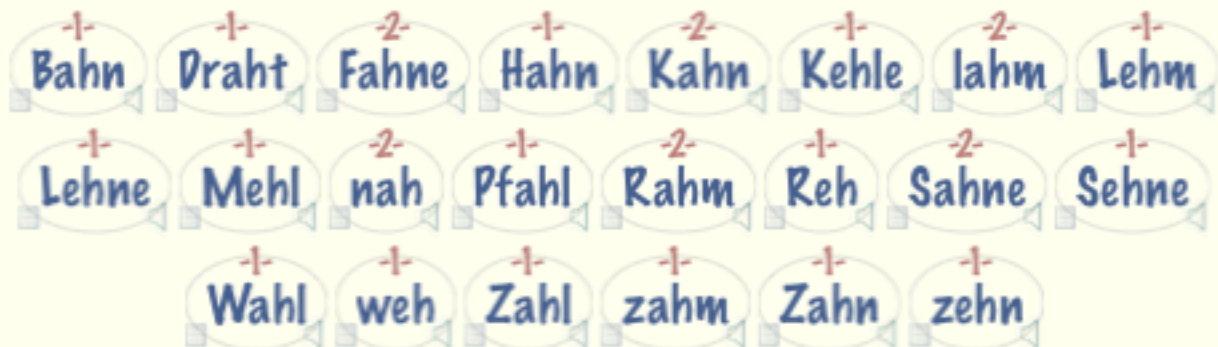 -1- -1- -2- -1- -2- -1- -2- -1-
Bahn Draht Fahne Hahn Kahn Kehle lahm Lehm
-1- -1- -2- -1- -2- -1- -2- -1-
Lehne Mehl nah Pfahl Rahm Reh Sahne Sehne
-1- -1- -1- -1- -1- -1-
Wahl weh Zahl zahm Zahn zehn